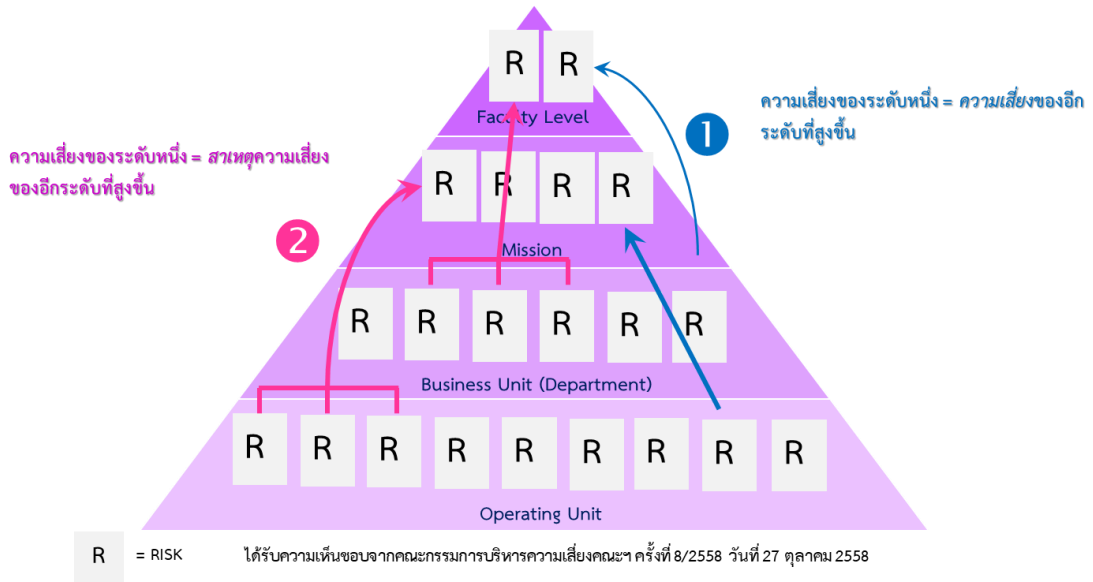 R R
Faculty Level
1
ความเสี่ยงของระดับหนึ่ง = ความเสี่ยงของอีก
ระดับที่สูงขึ้น
ความเสี่ยงของระดับหนึ่ง = สาเหตุความเสี่ยง
ของอีกระดับที่สูงขึ้น
2
R R R R
Mission
R R R R R R
Business Unit (Department)
R R R R R R R R R
Operating Unit
R = RISK
ได้รับความเห็นชอบจากคณะกรรมการบริหารความเสี่ยงคณะฯ ครั้งที่ 8/2558 วันที่ 27 ตุลาคม 2558